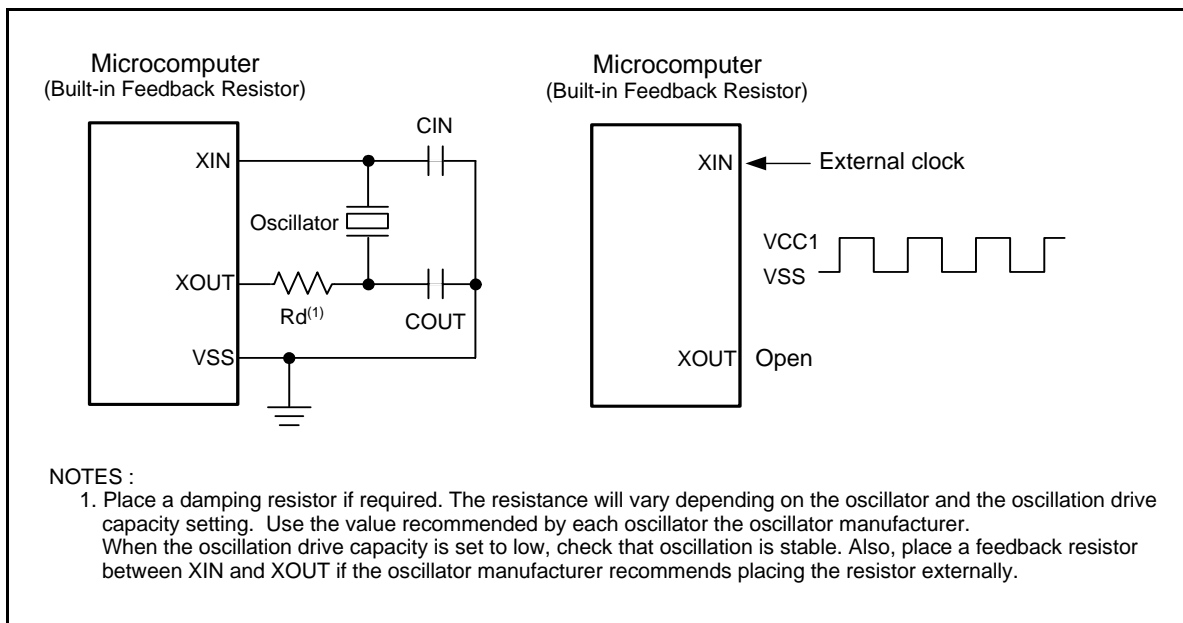 Microcomputer
(Built-in Feedback Resistor)
XIN
CIN
Oscillator
XOUT
Rd(1)
COUT
VSS
Microcomputer
(Built-in Feedback Resistor)
XIN
External clock
VCC1
VSS
XOUT
Open
NOTES :
1. Place a damping resistor if required. The resistance will vary depending on the oscillator and the oscillation drive
capacity setting. Use the value recommended by each oscillator the oscillator manufacturer.
When the oscillation drive capacity is set to low, check that oscillation is stable. Also, place a feedback resistor
between XIN and XOUT if the oscillator manufacturer recommends placing the resistor externally.